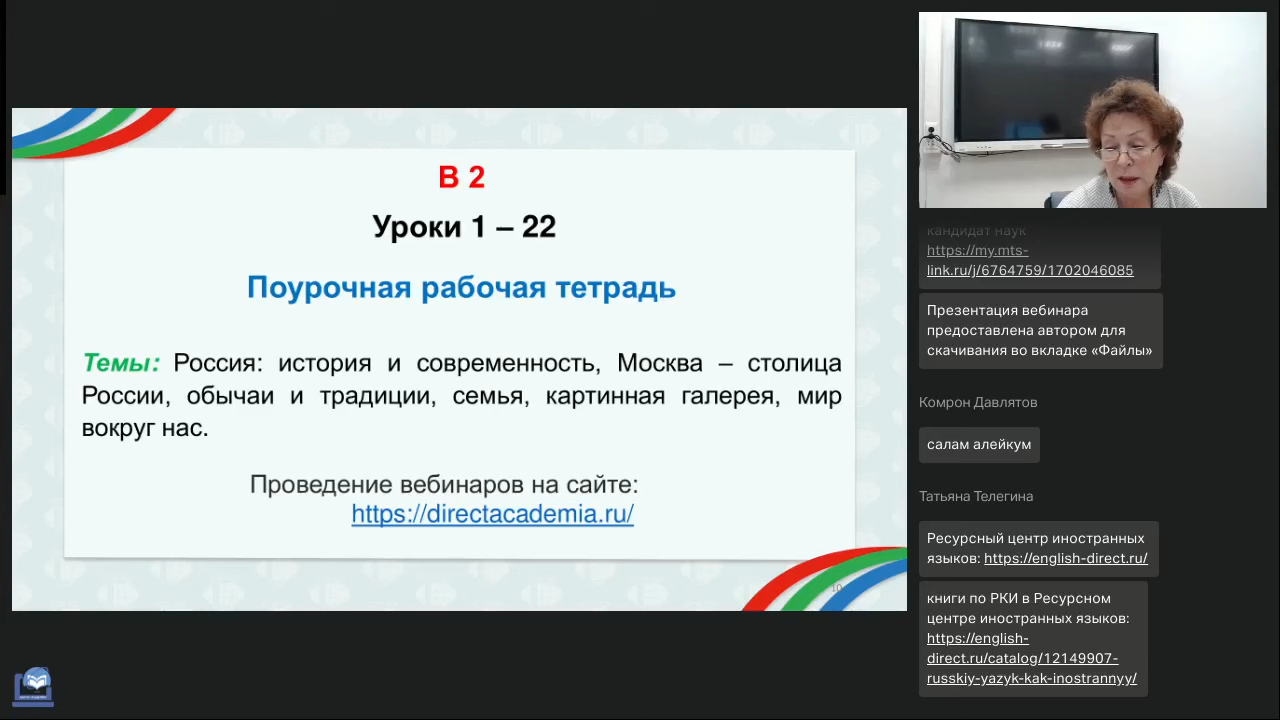 В 2
Уроки 1 – 22
Поурочная рабочая тетрадь
Темы: Россия: история и современность, Москва – столица
России, обычаи и традиции, семья, картинная галерея, мир
вокруг нас.
Проведение вебинаров на сайте:
https://directacademia.ru/
10
кандидат наук
https://my.mts-
link.ru/j/6764759/1702046085
Презентация вебинара
предоставлена автором для
скачивания во вкладке «Файлы»
Комрон Давлятов
салам алейкум
Татьяна Телегина
Ресурсный центр иностранных
языков: https://english-direct.ru/
книги по РКИ в Ресурсном
центре иностранных языков:
https://english-
direct.ru/catalog/12149907-
russkiy-yazyk-kak-inostrannyy/